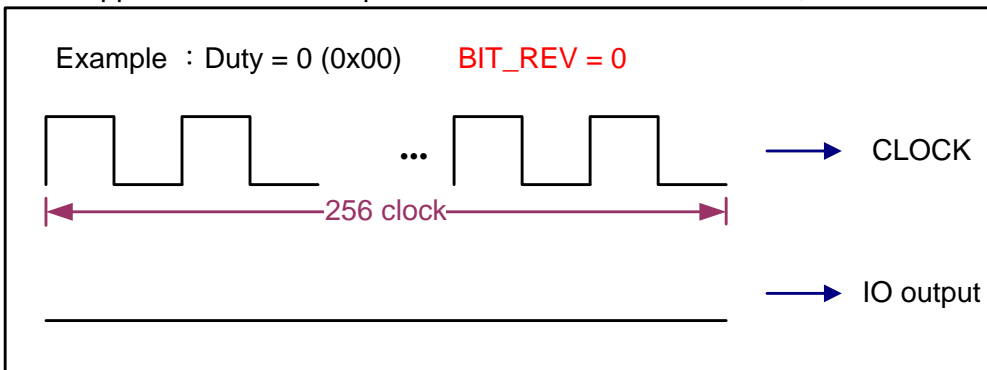 Example ：Duty = 0 (0x00) BIT_REV = 0
... CLOCK
256 clock
IO output